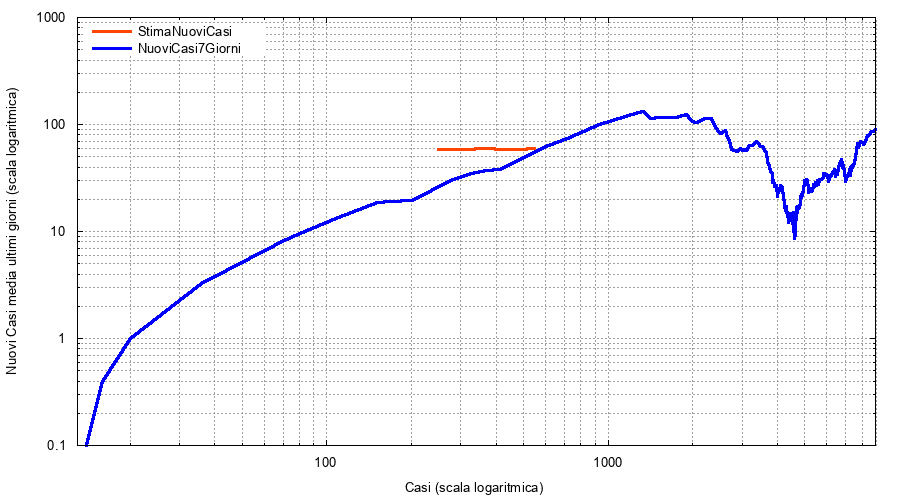 1000
StimaNuoviCasi
NuoviCasi7Giorni
100
10
1
0.1
100
1000
Nuovi Casi media ultimi giorni (scala logaritmica)
Casi (scala logaritmica)